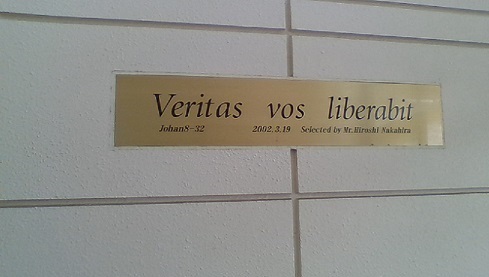 Veritas vos liberabit
Johan8-32 2002.3.19 Selected by Mr.Hiroshi Nakahira